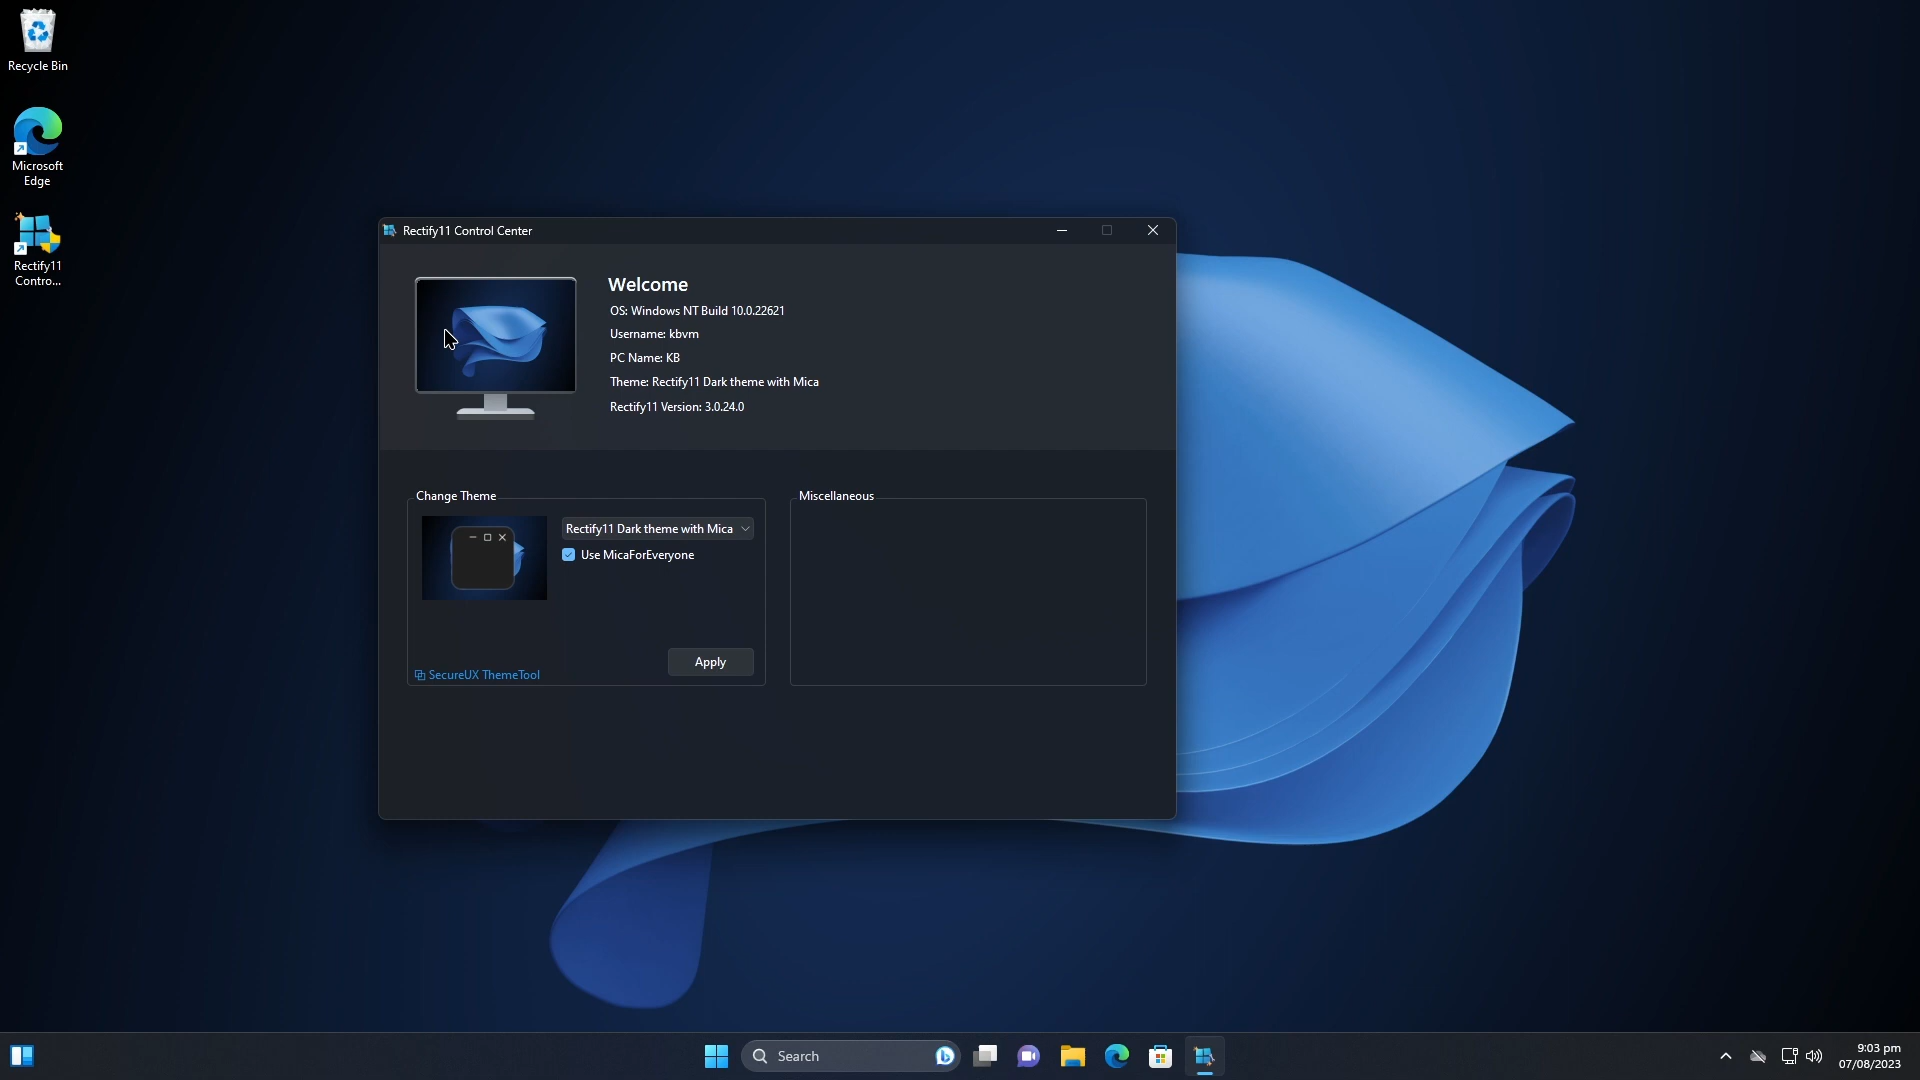 Recycle Bin
Microsoft
Edge
Rectify11
Contro...
Rectify11 Control Center
Welcome
OS: Windows NT Build 10.0.22621
Username: kbvm
PC Name: KB
Theme: Rectify11 Dark theme with Mica
Rectify11 Version: 3.0.24.0
Change Theme
Rectify11 Dark theme with Mica
Use MicaForEveryone
Apply
SecureUX ThemeTool
Miscellaneous
Search
9:03 pm
07/08/2023